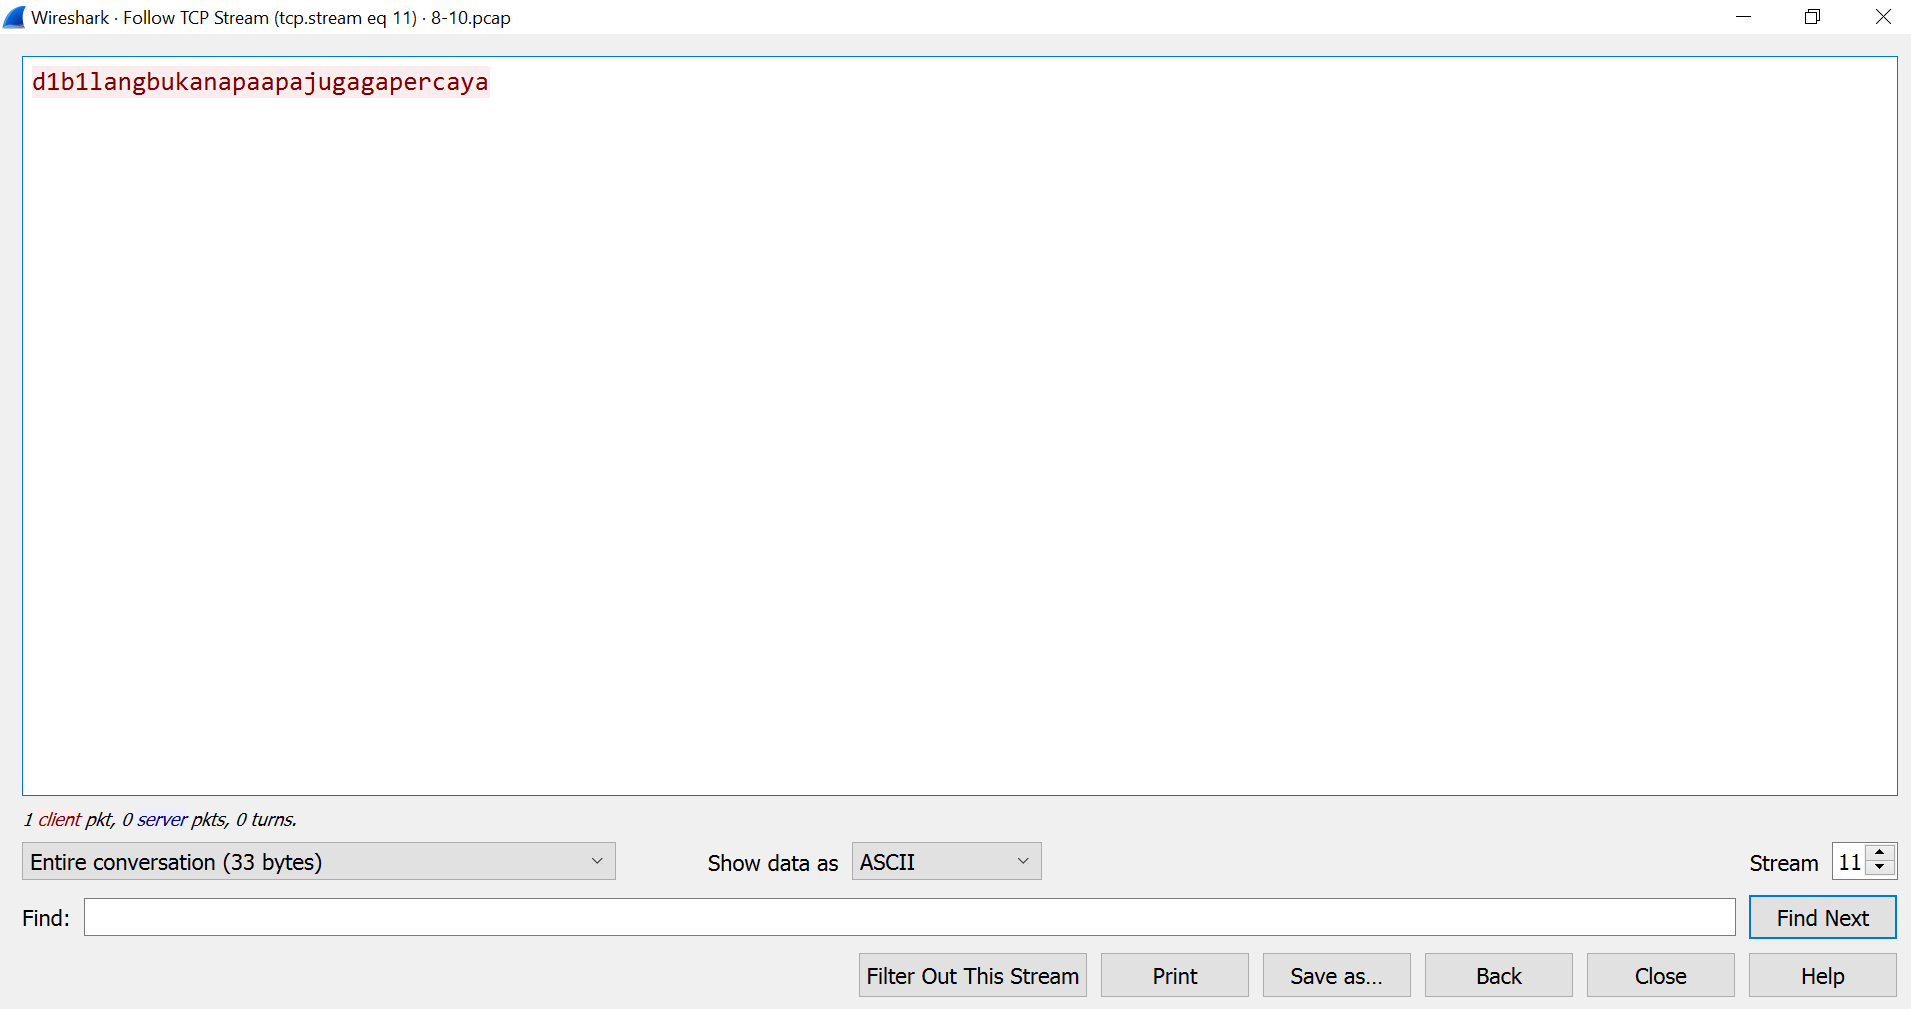 Wireshark · Follow TCP Stream (tcp.stream eq 11) · 8-10.pcap
d1b1langbukanapaapajugagapercaya
1 client pkt, 0 server pkts, 0 turns.
Entire conversation (33 bytes)
Show data as
ASCII
Stream
11
Find:
Find Next
Filter Out This Stream
Print
Save as...
Back
Close
Help